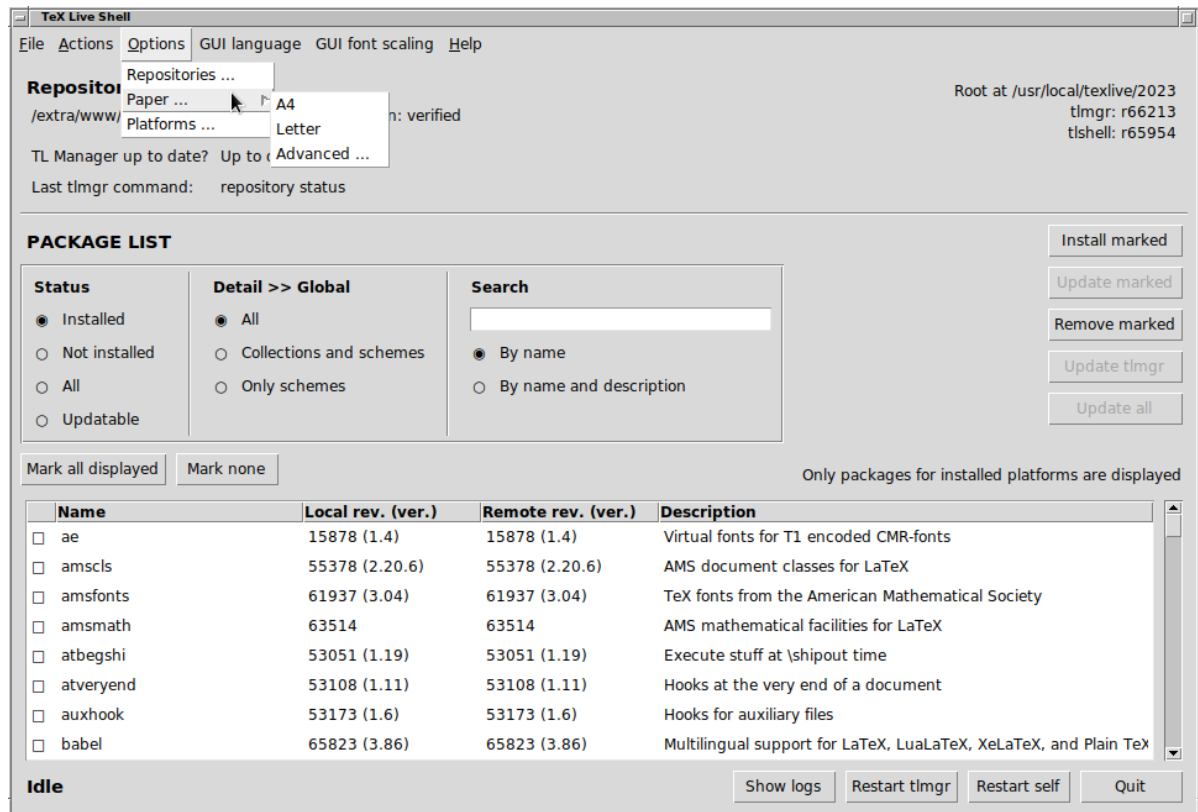 TeX Live Shell
File Actions Options GUI language GUI font scaling Help
Repositories ...
Paper ...
Platforms ...
A4
Letter
Advanced ...
/extra/www/
verified
Root at /usr/local/texlive/2023
tlmgr: r66213
tlshell: r65954
TL Manager up to date? Up to
Last tlmgr command: repository status
PACKAGE LIST
Install marked
Update marked
Remove marked
Update tlmgr
Update all
Status
Installed
Not installed
All
Updatable
Detail >> Global
All
Collections and schemes
Only schemes
Search
By name
By name and description
Mark all displayed Mark none
Only packages for installed platforms are displayed
Name Local rev. (ver.) Remote rev. (ver.) Description
ae 15878 (1.4) 15878 (1.4) Virtual fonts for T1 encoded CMR-fonts
amscls 55378 (2.20.6) 55378 (2.20.6) AMS document classes for LaTeX
amsfonts 61937 (3.04) 61937 (3.04) TeX fonts from the American Mathematical Society
amsmath 63514 63514 AMS mathematical facilities for LaTeX
atbegshi 53051 (1.19) 53051 (1.19) Execute stuff at \shipout time
atveryend 53108 (1.11) 53108 (1.11) Hooks at the very end of a document
auxhook 53173 (1.6) 53173 (1.6) Hooks for auxiliary files
babel 65823 (3.86) 65823 (3.86) Multilingual support for LaTeX, LuaLaTeX, XeLaTeX, and Plain TeX
Idle
Show logs Restart tlmgr Restart self Quit